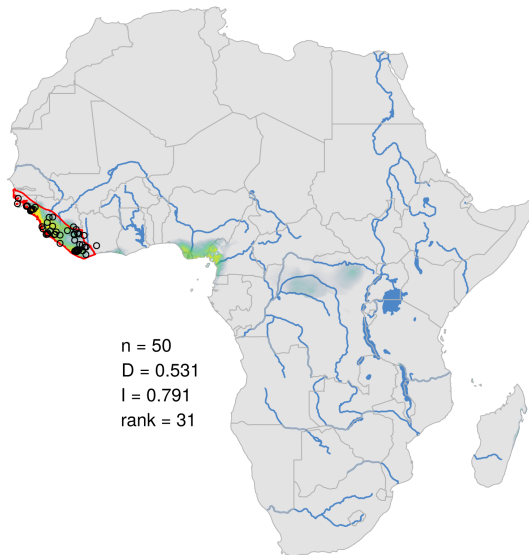 n = 50
D = 0.531
I = 0.791
rank = 31